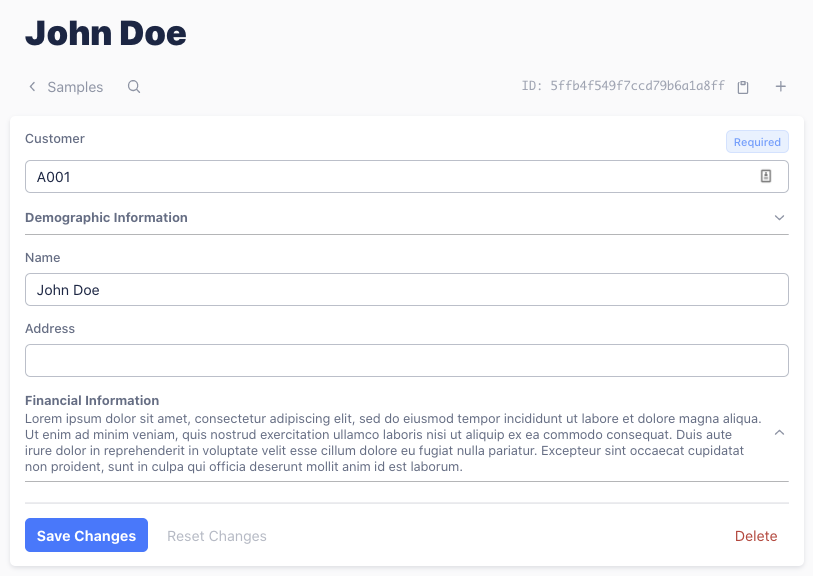 John Doe
Samples
ID: 5ffb4f549f7ccd79b6a1a8ff
Customer
Required
A001
Demographic Information
Name
John Doe
Address
Financial Information
Lorem ipsum dolor sit amet, consectetur adipiscing elit, sed do eiusmod tempor incididunt ut labore et dolore magna aliqua.
Ut enim ad minim veniam, quis nostrud exercitation ullamco laboris nisi ut aliquip ex ea commodo consequat. Duis aute
irure dolor in reprehenderit in voluptate velit esse cillum dolore eu fugiat nulla pariatur. Excepteur sint occaecat cupidatat
non proident, sunt in culpa qui officia deserunt mollit anim id est laborum.
Save Changes
Reset Changes
Delete